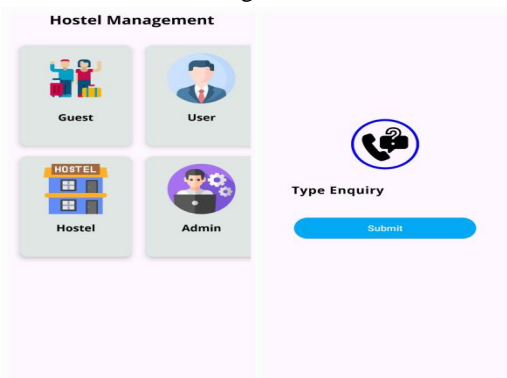 Hostel Management
Guest
User
HOSTEL
Hostel
Admin
?
Type Enquiry
Submit